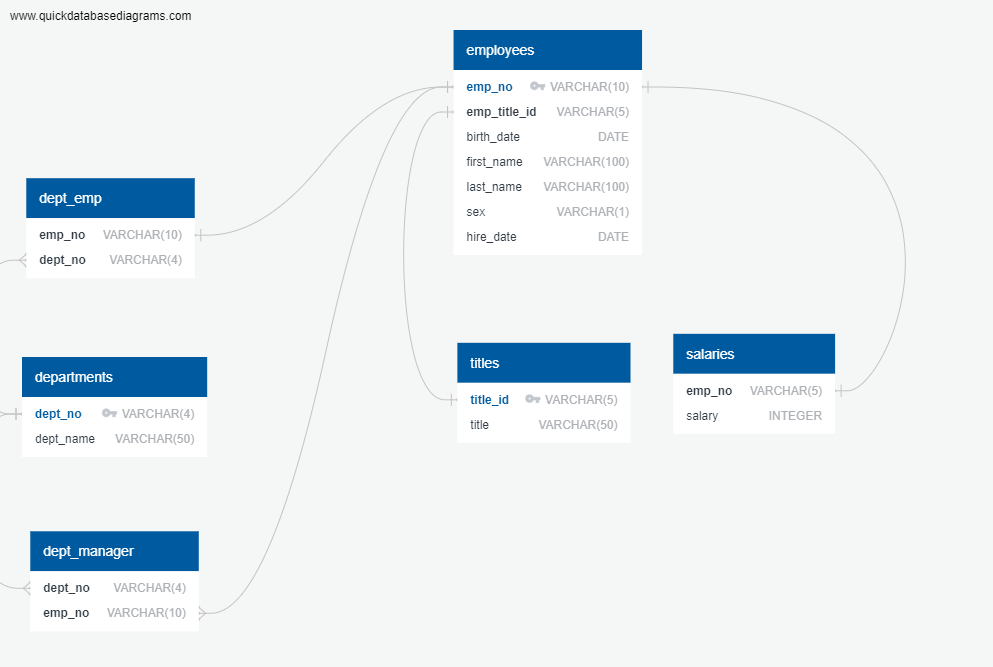 www.quickdatabasediagrams.com
employees
emp_no VARCHAR(10)
emp_title_id VARCHAR(5)
birth_date DATE
first_name VARCHAR(100)
last_name VARCHAR(100)
sex VARCHAR(1)
hire_date DATE
dept_emp
emp_no VARCHAR(10)
dept_no VARCHAR(4)
departments
dept_no VARCHAR(4)
dept_name VARCHAR(50)
titles
title_id VARCHAR(5)
title VARCHAR(50)
salaries
emp_no VARCHAR(5)
salary INTEGER
dept_manager
dept_no VARCHAR(4)
emp_no VARCHAR(10)